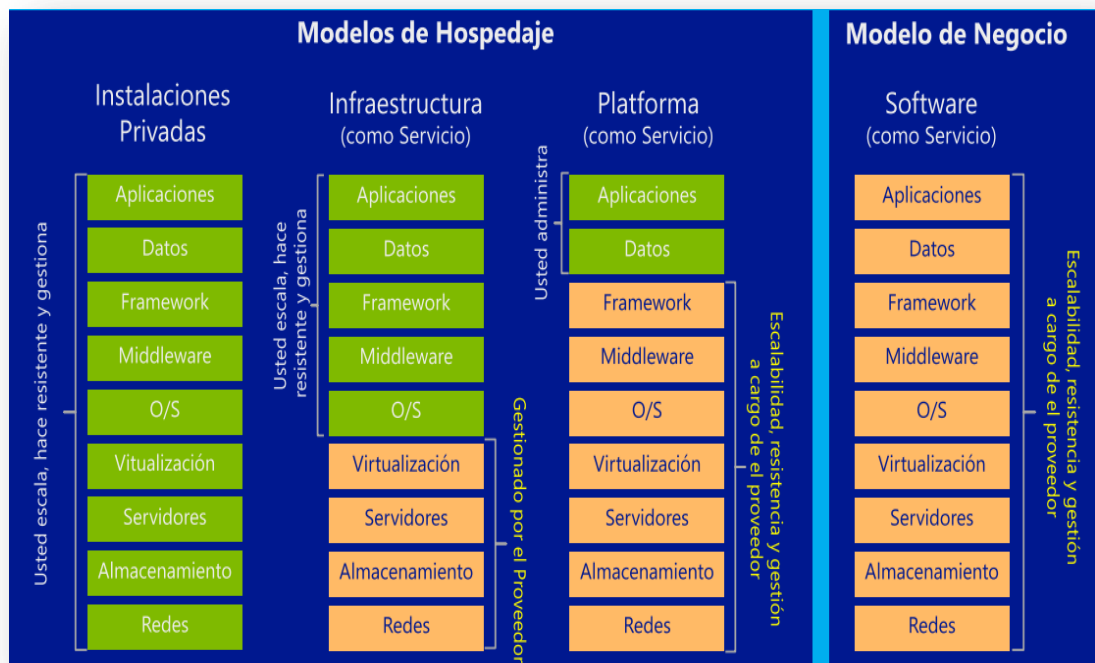 Modelos de Hospedaje
Modelo de Negocio
Instalaciones
Privadas
Usted escala, hace resistente y gestiona
Aplicaciones
Datos
Framework
Middleware
O/S
Vitualización
Servidores
Almacenamiento
Redes
Infraestructura
(como Servicio)
Usted escala, hace
resistente y gestiona
Aplicaciones
Datos
Framework
Middleware
O/S
Virtualización
Servidores
Almacenamiento
Redes
Gestionado por el Proveedor
Platforma
(como Servicio)
Usted administra
Aplicaciones
Datos
Framework
Middleware
O/S
Virtualización
Servidores
Almacenamiento
Redes
Escalabilidad, resistencia y gestión
a cargo de el proveedor
Software
(como Servicio)
Aplicaciones
Datos
Framework
Middleware
O/S
Virtualización
Servidores
Almacenamiento
Redes
Escalabilidad, resistencia y gestión
a cargo de el proveedor